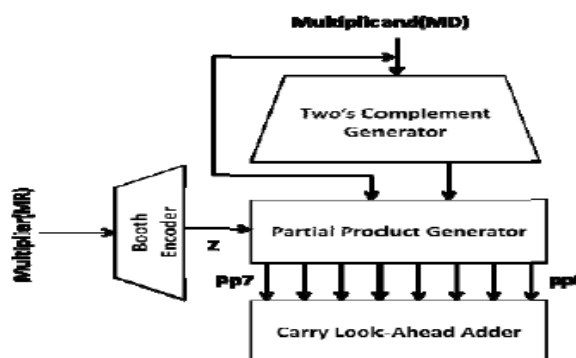 Multiplicand(MD)
Two's Complement
Generator
Multiplier(MR)
Booth
Encoder
Z
Partial Product Generator
Pp7
Carry Look-Ahead Adder